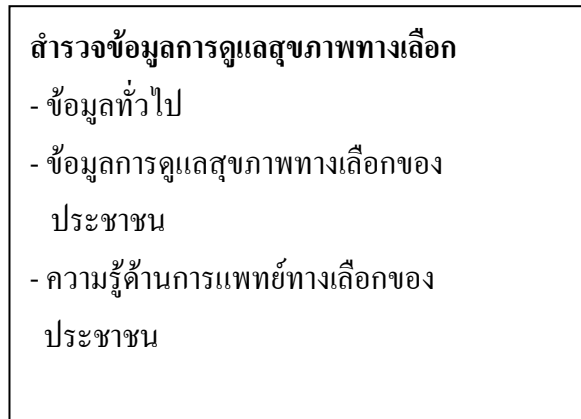 สำรวจข้อมูลการดูแลสุขภาพทางเลือก
- ข้อมูลทั่วไป
- ข้อมูลการดูแลสุขภาพทางเลือกของ
ประชาชน
- ความรู้ด้านการแพทย์ทางเลือกของ
ประชาชน